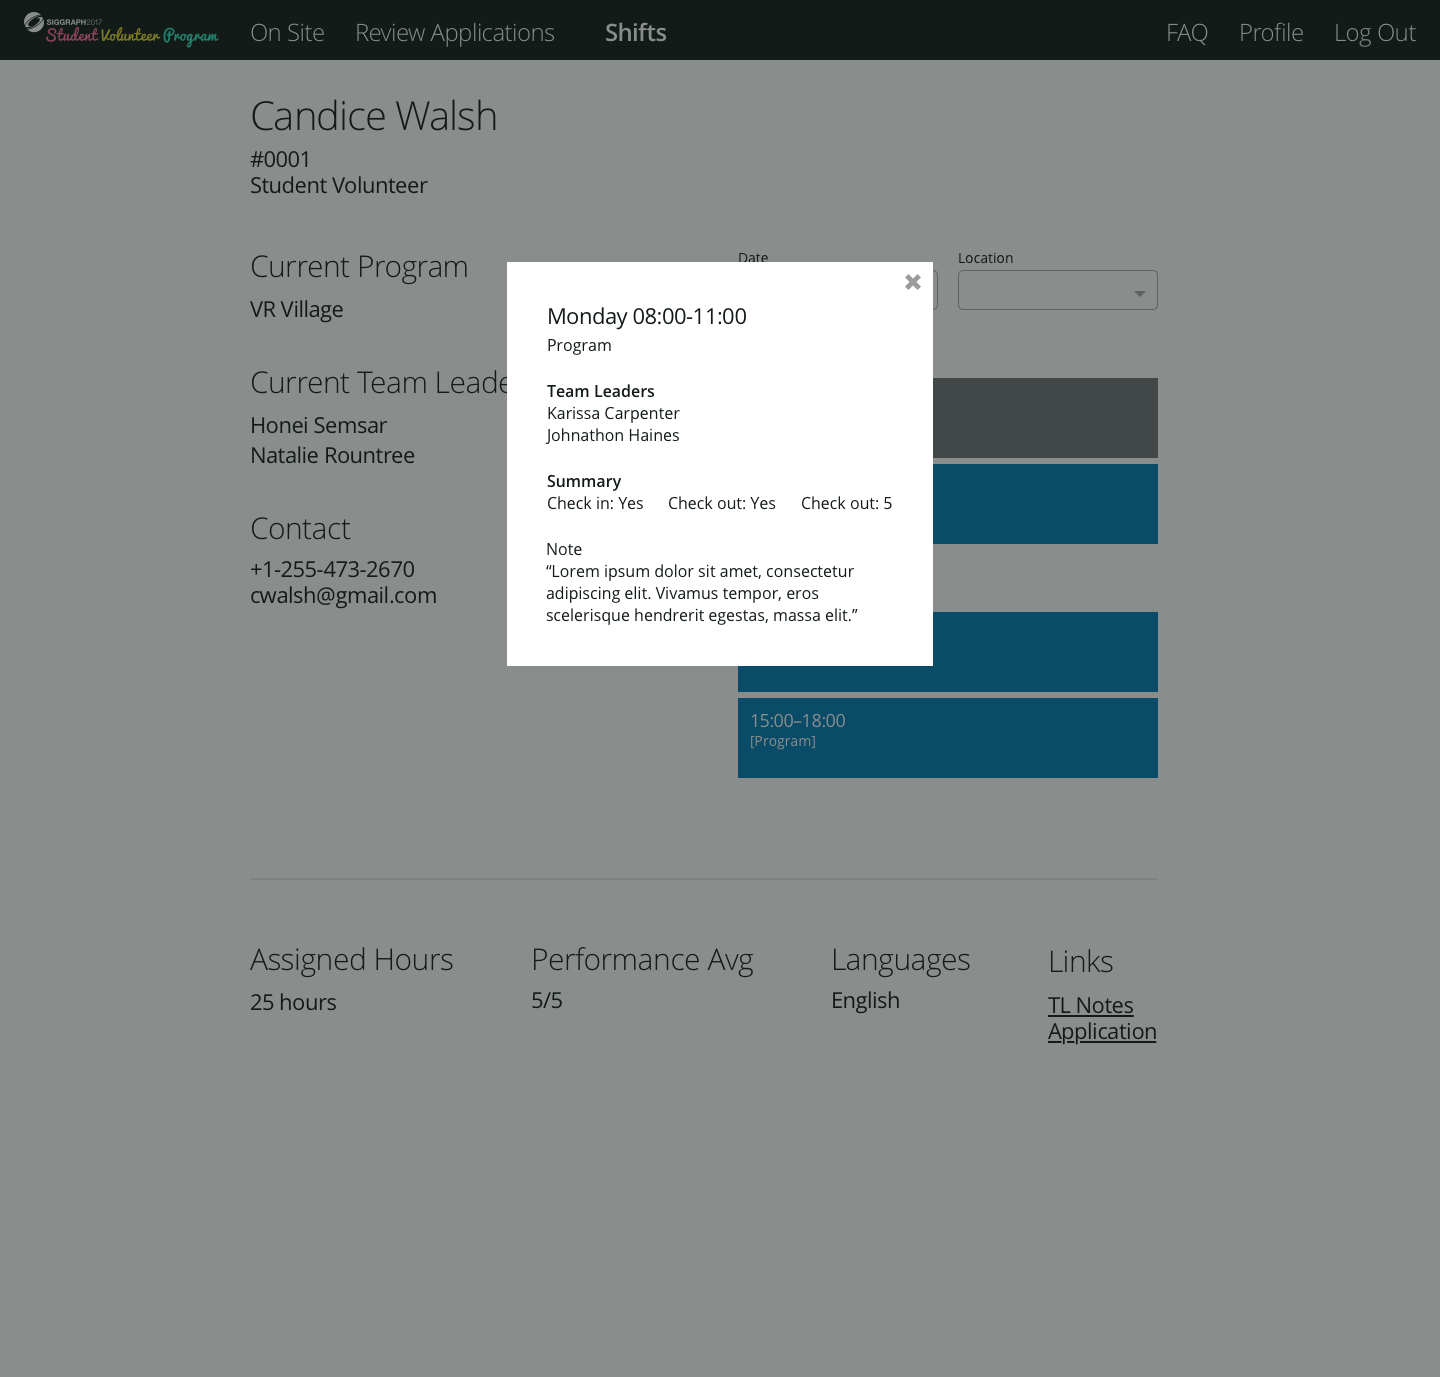 SIGGRAPH2017
Student Volunteer Program
On Site
Review Applications
Shifts
FAQ
Profile
Log Out
Candice Walsh
#0001
Student Volunteer
Current Program
VR Village
Current Team Leade
Honei Semsar
Natalie Rountree
Contact
+1-255-473-2670
cwalsh@gmail.com
Date
Location
Monday 08:00-11:00
Program
Team Leaders
Karissa Carpenter
Johnathon Haines
Summary
Check in: Yes Check out: Yes Check out: 5
Note
“Lorem ipsum dolor sit amet, consectetur
adipiscing elit. Vivamus tempor, eros
scelerisque hendrerit egestas, massa elit.”
15:00–18:00
[Program]
Assigned Hours
25 hours
Performance Avg
5/5
Languages
English
Links
TL Notes
Application